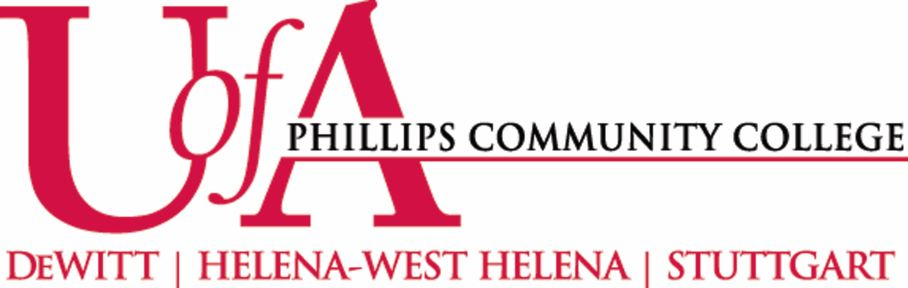 UofA
PHILLIPS COMMUNITY COLLEGE
DEWITT | HELENA-WEST HELENA | STUTTGART